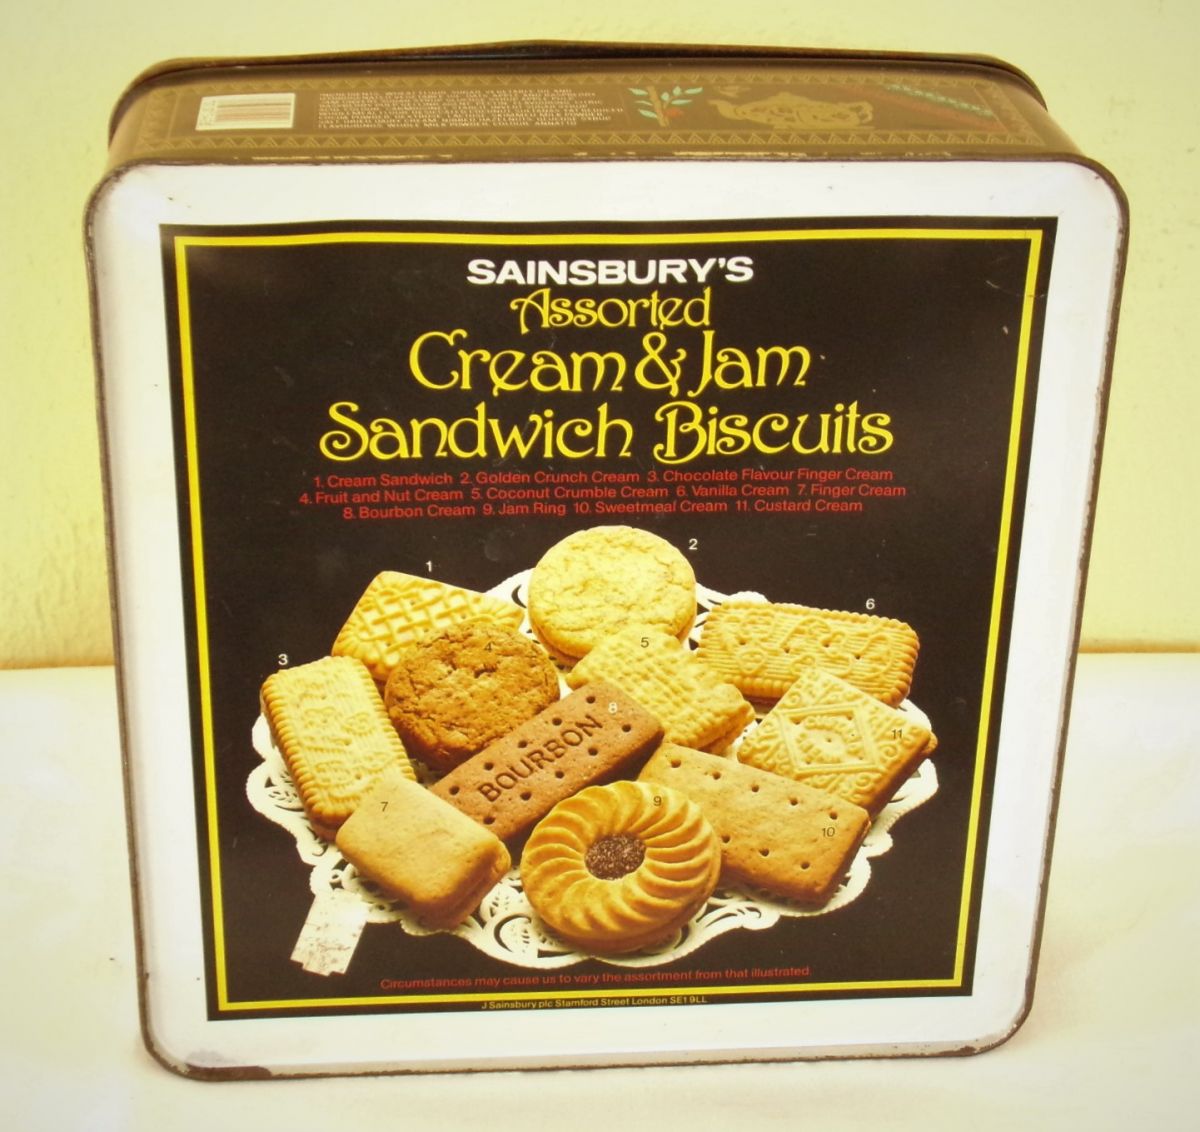 SAINSBURY'S
Assorted
Cream & Jam
Sandwich Biscuits
1. Cream Sandwich 2. Golden Crunch Cream 3. Chocolate Flavour Finger Cream
4. Fruit and Nut Cream 5. Coconut Crumble Cream 6. Vanilla Cream 7. Finger Cream
8. Bourbon Cream 9. Jam Ring 10. Sweetmeal Cream 11. Custard Cream
1
2
3
4
5
6
7
8
BOURBON
9
10
11
Circumstances may cause us to vary the assortment from that illustrated.
J Sainsbury plc Stamford Street London SE1 9LL